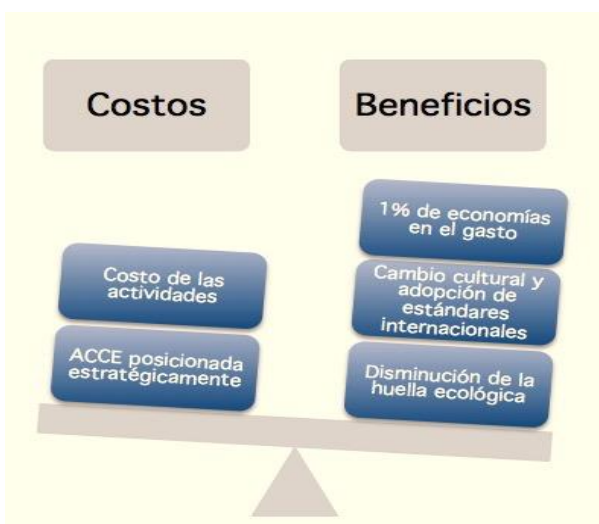 Costos
Beneficios
Costo de las
actividades
ACCE posicionada
estratégicamente
1% de economías
en el gasto
Cambio cultural y
adopción de
estándares
internacionales
Disminución de la
huella ecológica